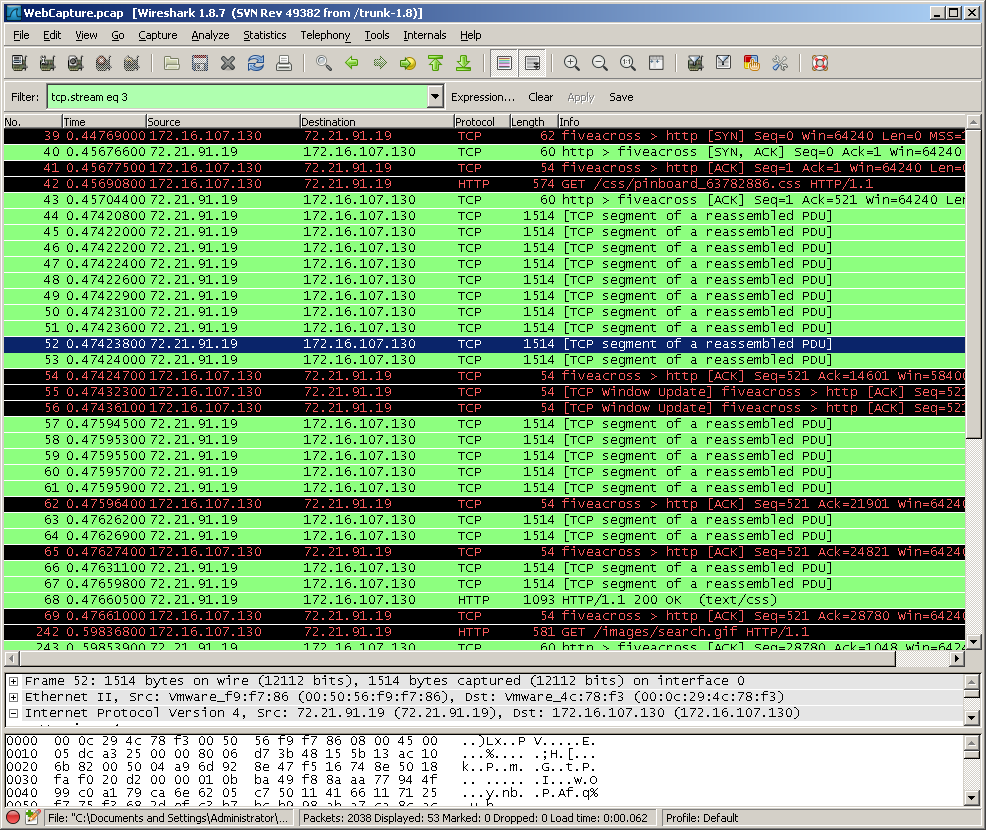 WebCapture.pcap [Wireshark 1.8.7 (SVN Rev 49382 from /trunk-1.8)]
File Edit View Go Capture Analyze Statistics Telephony Tools Internals Help
Filter: tcp.stream eq 3 Expression... Clear Apply Save
No. Time Source Destination Protocol Length Info
39 0.44769000 172.16.107.130 72.21.91.19 TCP 62 fiveacross > http [SYN] Seq=0 Win=64240 Len=0 MSS=
40 0.45676600 72.21.91.19 172.16.107.130 TCP 60 http > fiveacross [SYN, ACK] Seq=0 Ack=1 Win=64240
41 0.45677500 172.16.107.130 72.21.91.19 TCP 54 fiveacross > http [ACK] Seq=1 Ack=1 Win=64240 Len=
42 0.45690800 172.16.107.130 72.21.91.19 HTTP 574 GET /css/pinboard_63782886.css HTTP/1.1
43 0.45704400 72.21.91.19 172.16.107.130 TCP 60 http > fiveacross [ACK] Seq=1 Ack=521 Win=64240 Le
44 0.47420800 72.21.91.19 172.16.107.130 TCP 1514 [TCP segment of a reassembled PDU]
45 0.47422000 72.21.91.19 172.16.107.130 TCP 1514 [TCP segment of a reassembled PDU]
46 0.47422200 72.21.91.19 172.16.107.130 TCP 1514 [TCP segment of a reassembled PDU]
47 0.47422400 72.21.91.19 172.16.107.130 TCP 1514 [TCP segment of a reassembled PDU]
48 0.47422600 72.21.91.19 172.16.107.130 TCP 1514 [TCP segment of a reassembled PDU]
49 0.47422900 72.21.91.19 172.16.107.130 TCP 1514 [TCP segment of a reassembled PDU]
50 0.47423100 72.21.91.19 172.16.107.130 TCP 1514 [TCP segment of a reassembled PDU]
51 0.47423600 72.21.91.19 172.16.107.130 TCP 1514 [TCP segment of a reassembled PDU]
52 0.47423800 72.21.91.19 172.16.107.130 TCP 1514 [TCP segment of a reassembled PDU]
53 0.47424000 72.21.91.19 172.16.107.130 TCP 1514 [TCP segment of a reassembled PDU]
54 0.47424700 172.16.107.130 72.21.91.19 TCP 54 fiveacross > http [ACK] Seq=521 Ack=14601 Win=5840
55 0.47432300 172.16.107.130 72.21.91.19 TCP 54 [TCP Window Update] fiveacross > http [ACK] Seq=521
56 0.47436100 172.16.107.130 72.21.91.19 TCP 54 [TCP Window Update] fiveacross > http [ACK] Seq=521
57 0.47594500 72.21.91.19 172.16.107.130 TCP 1514 [TCP segment of a reassembled PDU]
58 0.47595300 72.21.91.19 172.16.107.130 TCP 1514 [TCP segment of a reassembled PDU]
59 0.47595500 72.21.91.19 172.16.107.130 TCP 1514 [TCP segment of a reassembled PDU]
60 0.47595700 72.21.91.19 172.16.107.130 TCP 1514 [TCP segment of a reassembled PDU]
61 0.47595900 72.21.91.19 172.16.107.130 TCP 1514 [TCP segment of a reassembled PDU]
62 0.47596400 172.16.107.130 72.21.91.19 TCP 54 fiveacross > http [ACK] Seq=521 Ack=21901 Win=6424
63 0.47626200 72.21.91.19 172.16.107.130 TCP 1514 [TCP segment of a reassembled PDU]
64 0.47626900 72.21.91.19 172.16.107.130 TCP 1514 [TCP segment of a reassembled PDU]
65 0.47627400 172.16.107.130 72.21.91.19 TCP 54 fiveacross > http [ACK] Seq=521 Ack=24821 Win=6424
66 0.47631100 72.21.91.19 172.16.107.130 TCP 1514 [TCP segment of a reassembled PDU]
67 0.47659800 72.21.91.19 172.16.107.130 TCP 1514 [TCP segment of a reassembled PDU]
68 0.47660500 72.21.91.19 172.16.107.130 HTTP 1093 HTTP/1.1 200 OK (text/css)
69 0.47661000 172.16.107.130 72.21.91.19 TCP 54 fiveacross > http [ACK] Seq=521 Ack=28780 Win=6424
242 0.59836800 172.16.107.130 72.21.91.19 HTTP 581 GET /images/search.gif HTTP/1.1
243 0.59853900 72.21.91.19 172.16.107.130 TCP 60 http > fiveacross [ACK] Seq=28780 Ack=1048 Win=64
Frame 52: 1514 bytes on wire (12112 bits), 1514 bytes captured (12112 bits) on interface 0
Ethernet II, Src: Vmware_f9:f7:86 (00:50:56:f9:f7:86), Dst: Vmware_4c:78:f3 (00:0c:29:4c:78:f3)
Internet Protocol Version 4, Src: 72.21.91.19 (72.21.91.19), Dst: 172.16.107.130 (172.16.107.130)
0000 00 0c 29 4c 78 f3 00 50 56 f9 f7 86 08 00 45 00 ..)Lx..P V.....E.
0010 05 dc a3 25 00 00 80 06 d7 3b 48 15 5b 13 ac 10 ...%.... .;H.[...
0020 6b 82 00 50 04 a9 6d 92 8e 47 f5 16 74 8e 50 18 k..P..m. .G..t.P.
0030 fa f0 20 d2 00 00 01 0b ba 49 f8 8a aa 77 94 4f .. ..... .I...w.O
0040 99 c0 a1 79 ca 6e 62 05 c7 50 11 41 66 11 71 25 ...y.nb. .P.Af.q%
0050 f7 75 f3 68 2d ef c3 b7 bc b9 98 ab a7 ca 8c ac
File: "C:\Documents and Settings\Administrator\... Packets: 2038 Displayed: 53 Marked: 0 Dropped: 0 Load time: 0:00.062 Profile: Default